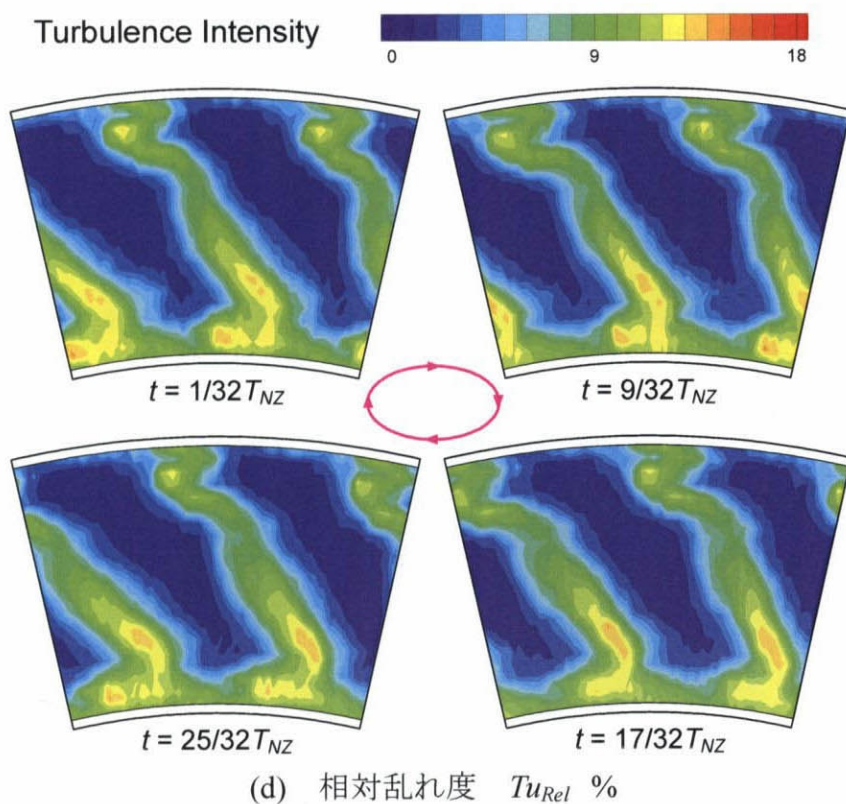 Turbulence Intensity
0 9 18
t = 1/32T_NZ t = 9/32T_NZ
t = 25/32T_NZ t = 17/32T_NZ
(d) 相対乱れ度 Tu_Rel %